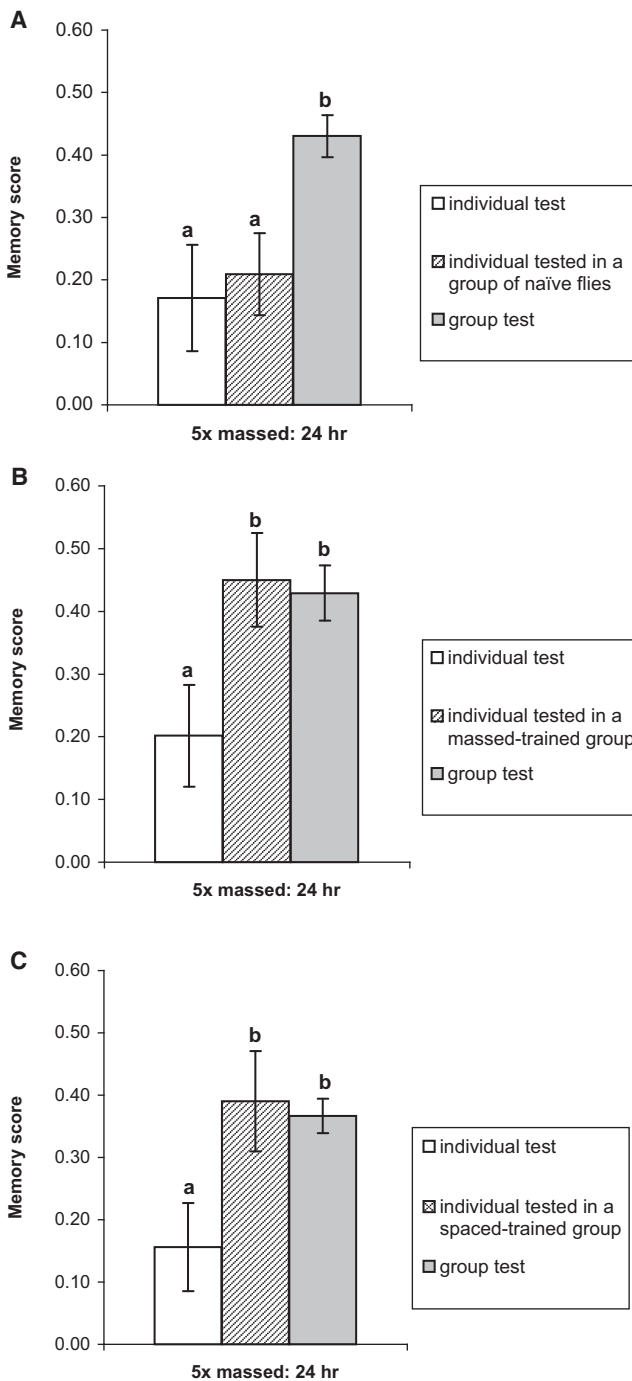 A
0.60
b
0.50
0.40
Memory score
0.30
a
a
0.20
0.10
0.00
5x massed: 24 hr
individual test
individual tested in a
group of naïve flies
group test
B
0.60
b
b
0.50
0.40
Memory score
0.30
a
0.20
0.10
0.00
5x massed: 24 hr
individual test
individual tested in a
massed-trained group
group test
C
0.60
b
0.50
b
0.40
Memory score
0.30
a
0.20
0.10
0.00
5x massed: 24 hr
individual test
individual tested in a
spaced-trained group
group test